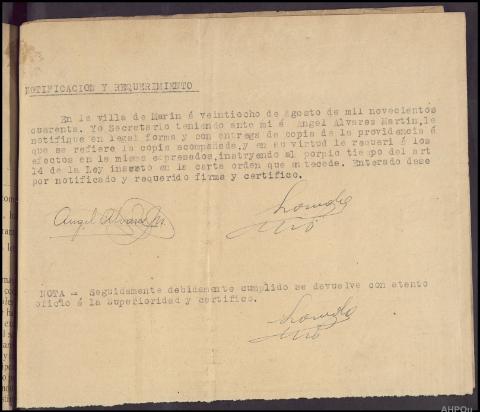 NOTIFICACION Y REQUERIMIENTO
En la villa de Marin á veintiocho de agosto de mil novecientos
cuarenta. Yo Secretario teniendo ante mi á Angel Alvarez Martin, le
notifique en legal forma y con entrega de copia de la providencia á
que se refiere la copia acompañada, y en su virtud le requeri á los
efectos en la misma expresados, instruyendo al porpio tiempo del art
14 de la Ley inserto en la carta orden que antecede. Enterado dase
por notificado y requerido firma y certifico.
Angel Alvarez M.
NOTA = Seguidamente debidamente cumplido se devuelve con atento
oficio á la Superioridad y certifico.
AHPOu